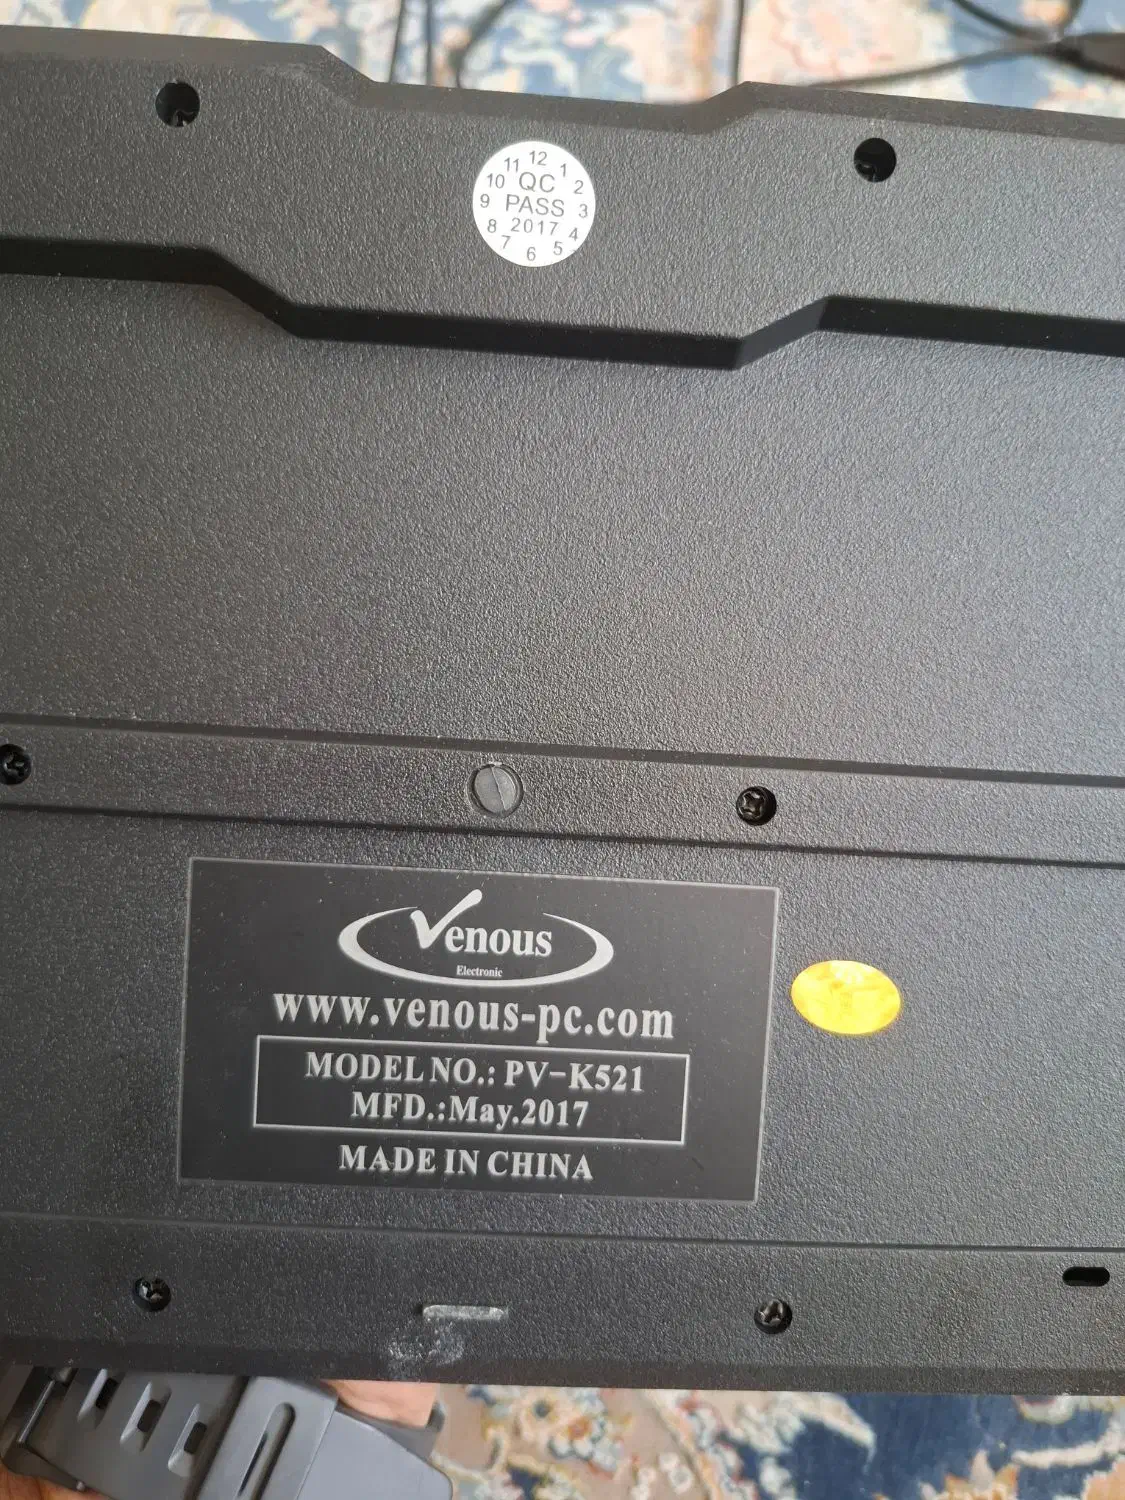 12
11 1
10 QC 2
9 PASS 3
8 2017 4
7 5
6
Venous
Electronic
www.venous-pc.com
MODEL NO.: PV-K521
MFD.:May.2017
MADE IN CHINA